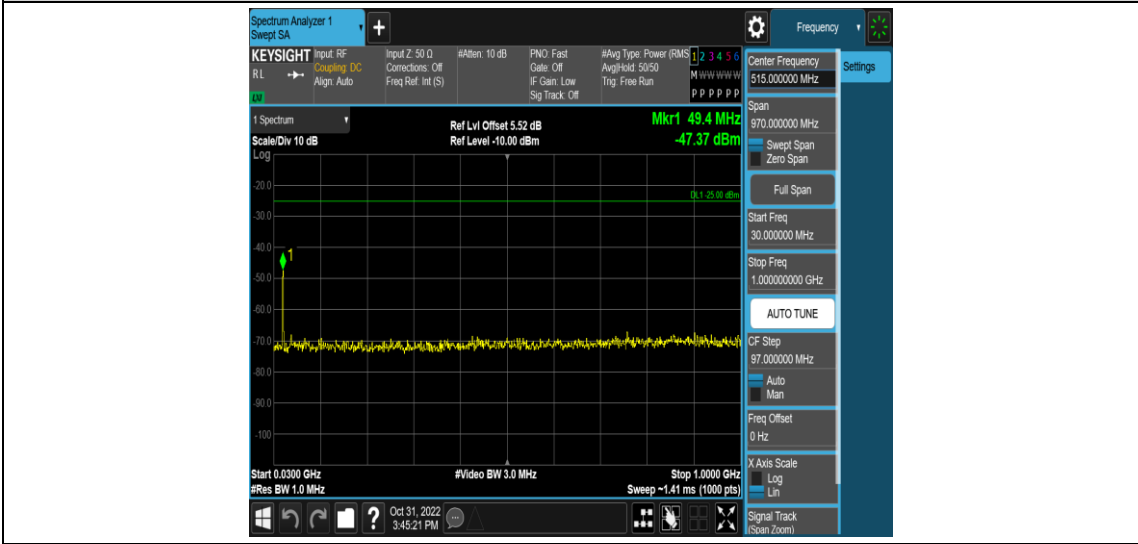 Spectrum Analyzer 1
Swept SA
+
Frequency
KEYSIGHT
RL
LXI
Input: RF
Coupling: DC
Align: Auto
Input Z: 50 Ω
Corrections: Off
Freq Ref: Int (S)
#Atten: 10 dB
PNO: Fast
Gate: Off
IF Gain: Low
Sig Track: Off
#Avg Type: Power (RMS
Avg|Hold: 50/50
Trig: Free Run
1 2 3 4 5 6
M W W W W W
P P P P P P
1 Spectrum
Scale/Div 10 dB
Log
Ref Lvl Offset 5.52 dB
Ref Level -10.00 dBm
Mkr1 49.4 MHz
-47.37 dBm
-20.0
DL1 -25.00 dBm
-30.0
-40.0
1
-50.0
-60.0
-70.0
-80.0
-90.0
-100
Start 0.0300 GHz
#Res BW 1.0 MHz
#Video BW 3.0 MHz
Stop 1.0000 GHz
Sweep ~1.41 ms (1000 pts)
?
Oct 31, 2022
3:45:21 PM
Center Frequency
515.000000 MHz
Span
970.000000 MHz
Swept Span
Zero Span
Full Span
Start Freq
30.000000 MHz
Stop Freq
1.000000000 GHz
AUTO TUNE
CF Step
97.000000 MHz
Auto
Man
Freq Offset
0 Hz
X Axis Scale
Log
Lin
Signal Track
(Span Zoom)
Settings